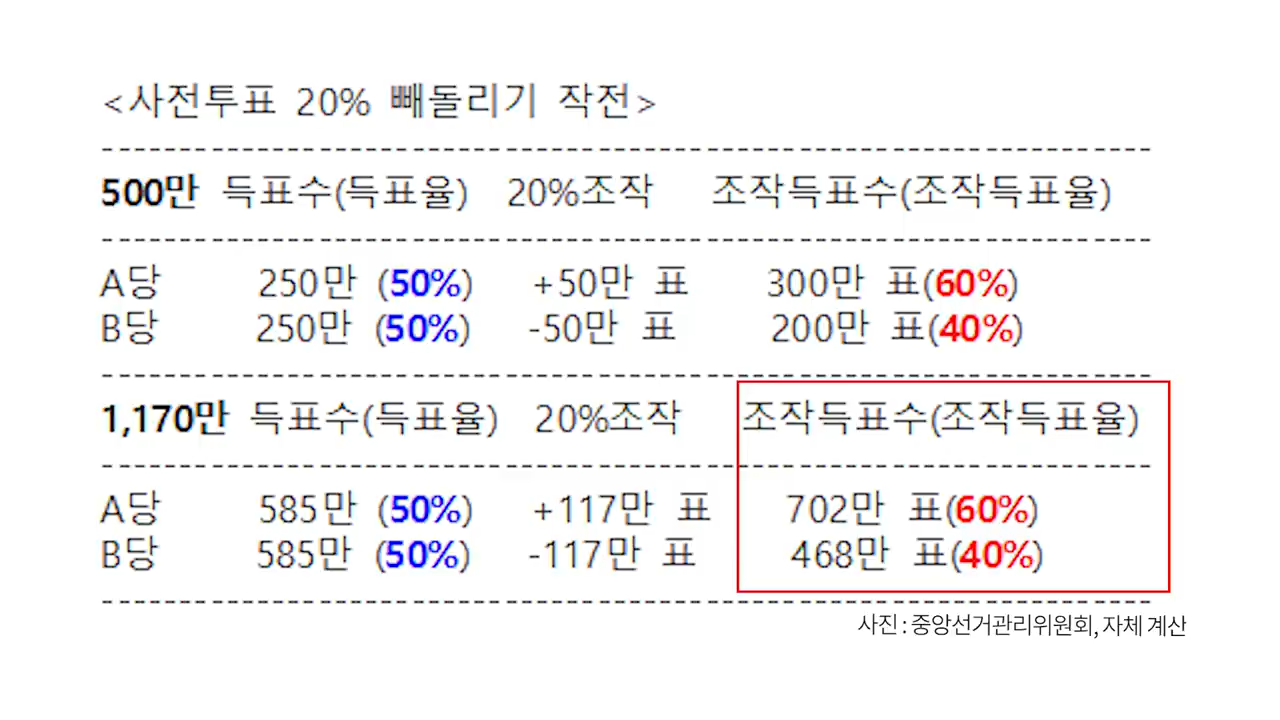 <사전투표 20% 빼돌리기 작전>
500만 득표수(득표율) 20%조작 조작득표수(조작득표율)
A당 250만 (50%) +50만 표 300만 표(60%)
B당 250만 (50%) -50만 표 200만 표(40%)
1,170만 득표수(득표율) 20%조작 조작득표수(조작득표율)
A당 585만 (50%) +117만 표 702만 표(60%)
B당 585만 (50%) -117만 표 468만 표(40%)
사진 : 중앙선거관리위원회, 자체 계산